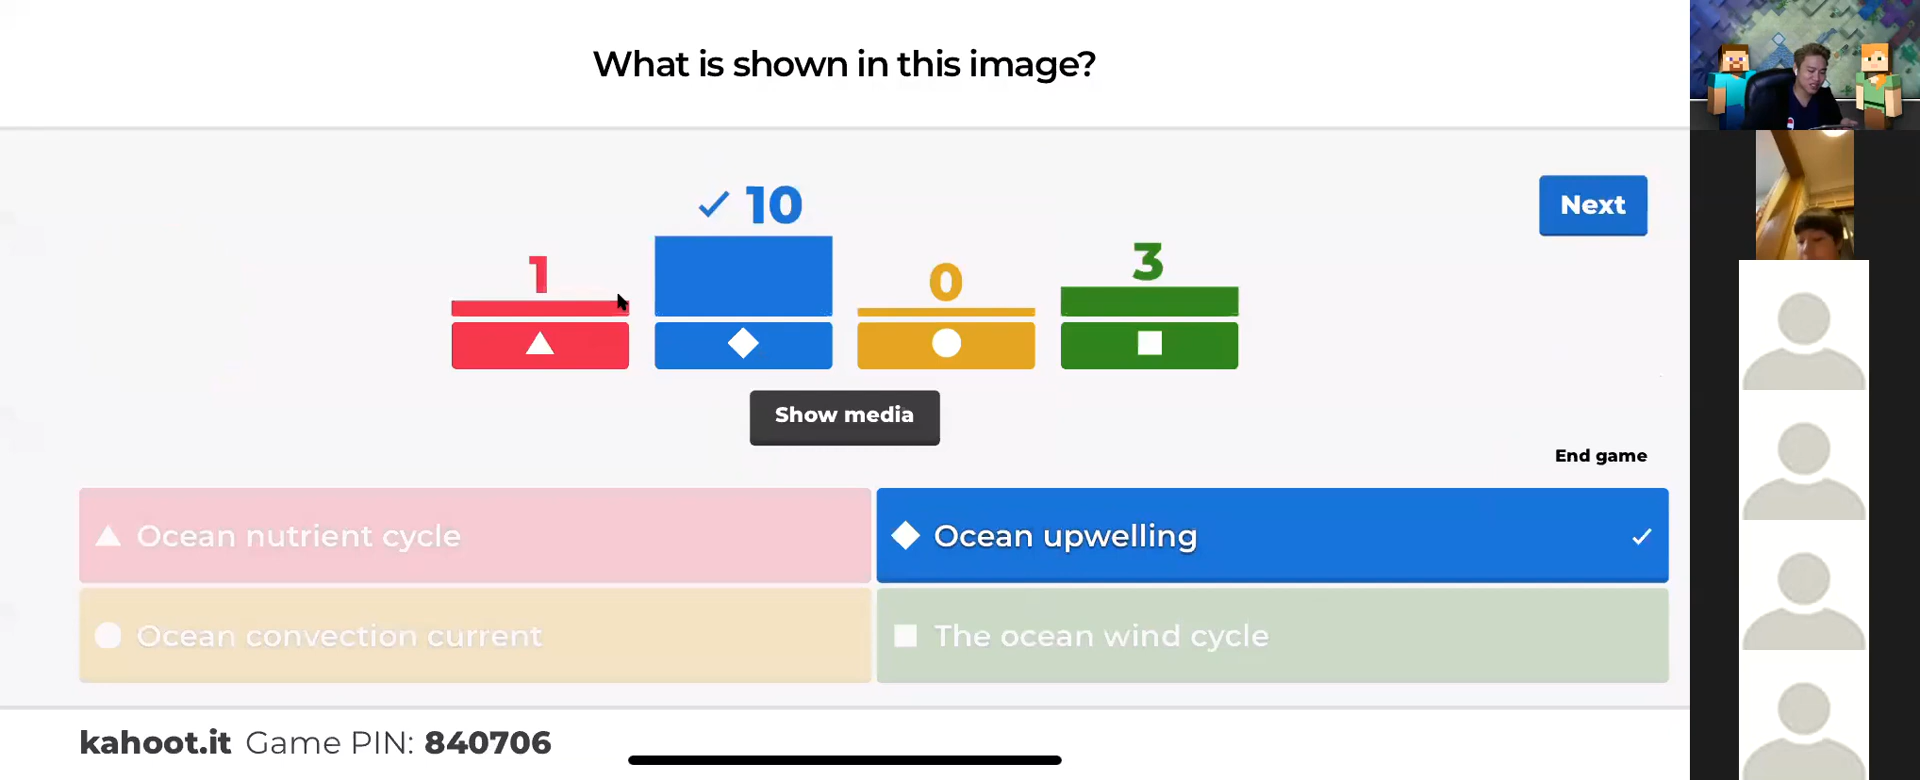 What is shown in this image?
10
1
0
3
Next
Show media
End game
Ocean nutrient cycle
Ocean upwelling
Ocean convection current
The ocean wind cycle
kahoot.it Game PIN: 840706